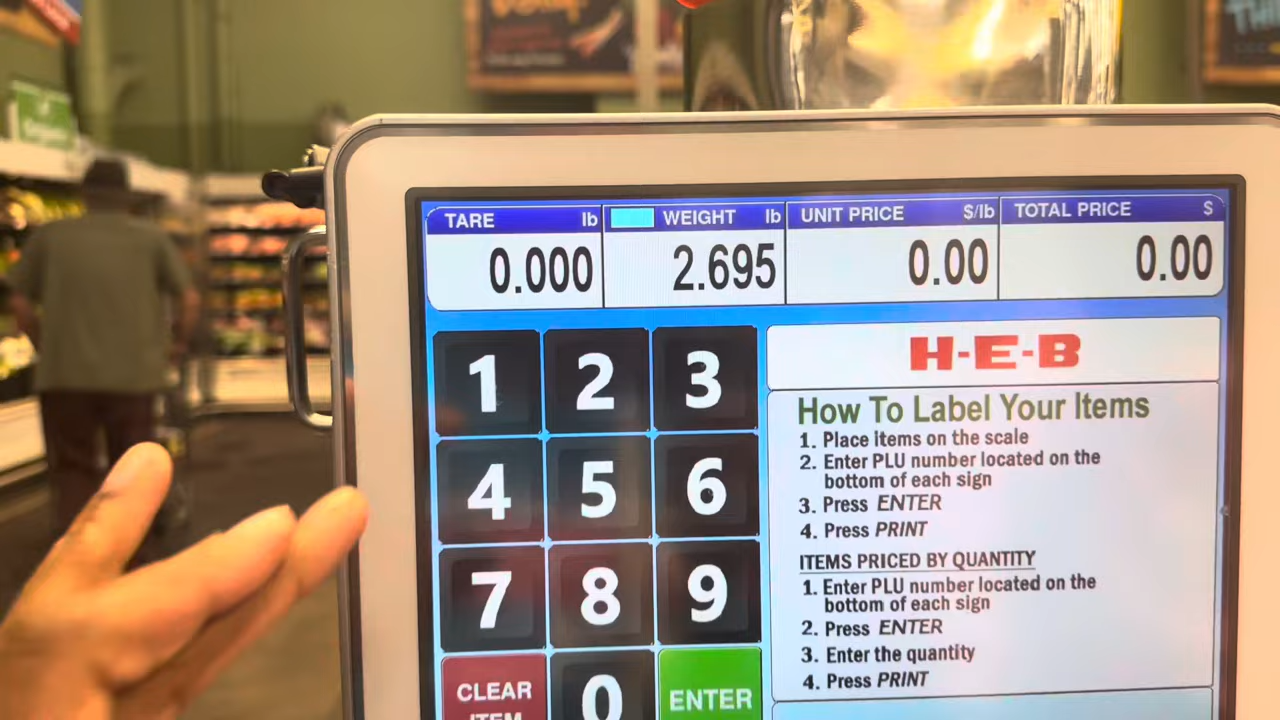 TARE lb WEIGHT lb UNIT PRICE $/lb TOTAL PRICE $
0.000 2.695 0.00 0.00
1 2 3
4 5 6
7 8 9
CLEAR ITEM 0 ENTER
H-E-B
How To Label Your Items
1. Place items on the scale
2. Enter PLU number located on the
bottom of each sign
3. Press ENTER
4. Press PRINT
ITEMS PRICED BY QUANTITY
1. Enter PLU number located on the
bottom of each sign
2. Press ENTER
3. Enter the quantity
4. Press PRINT